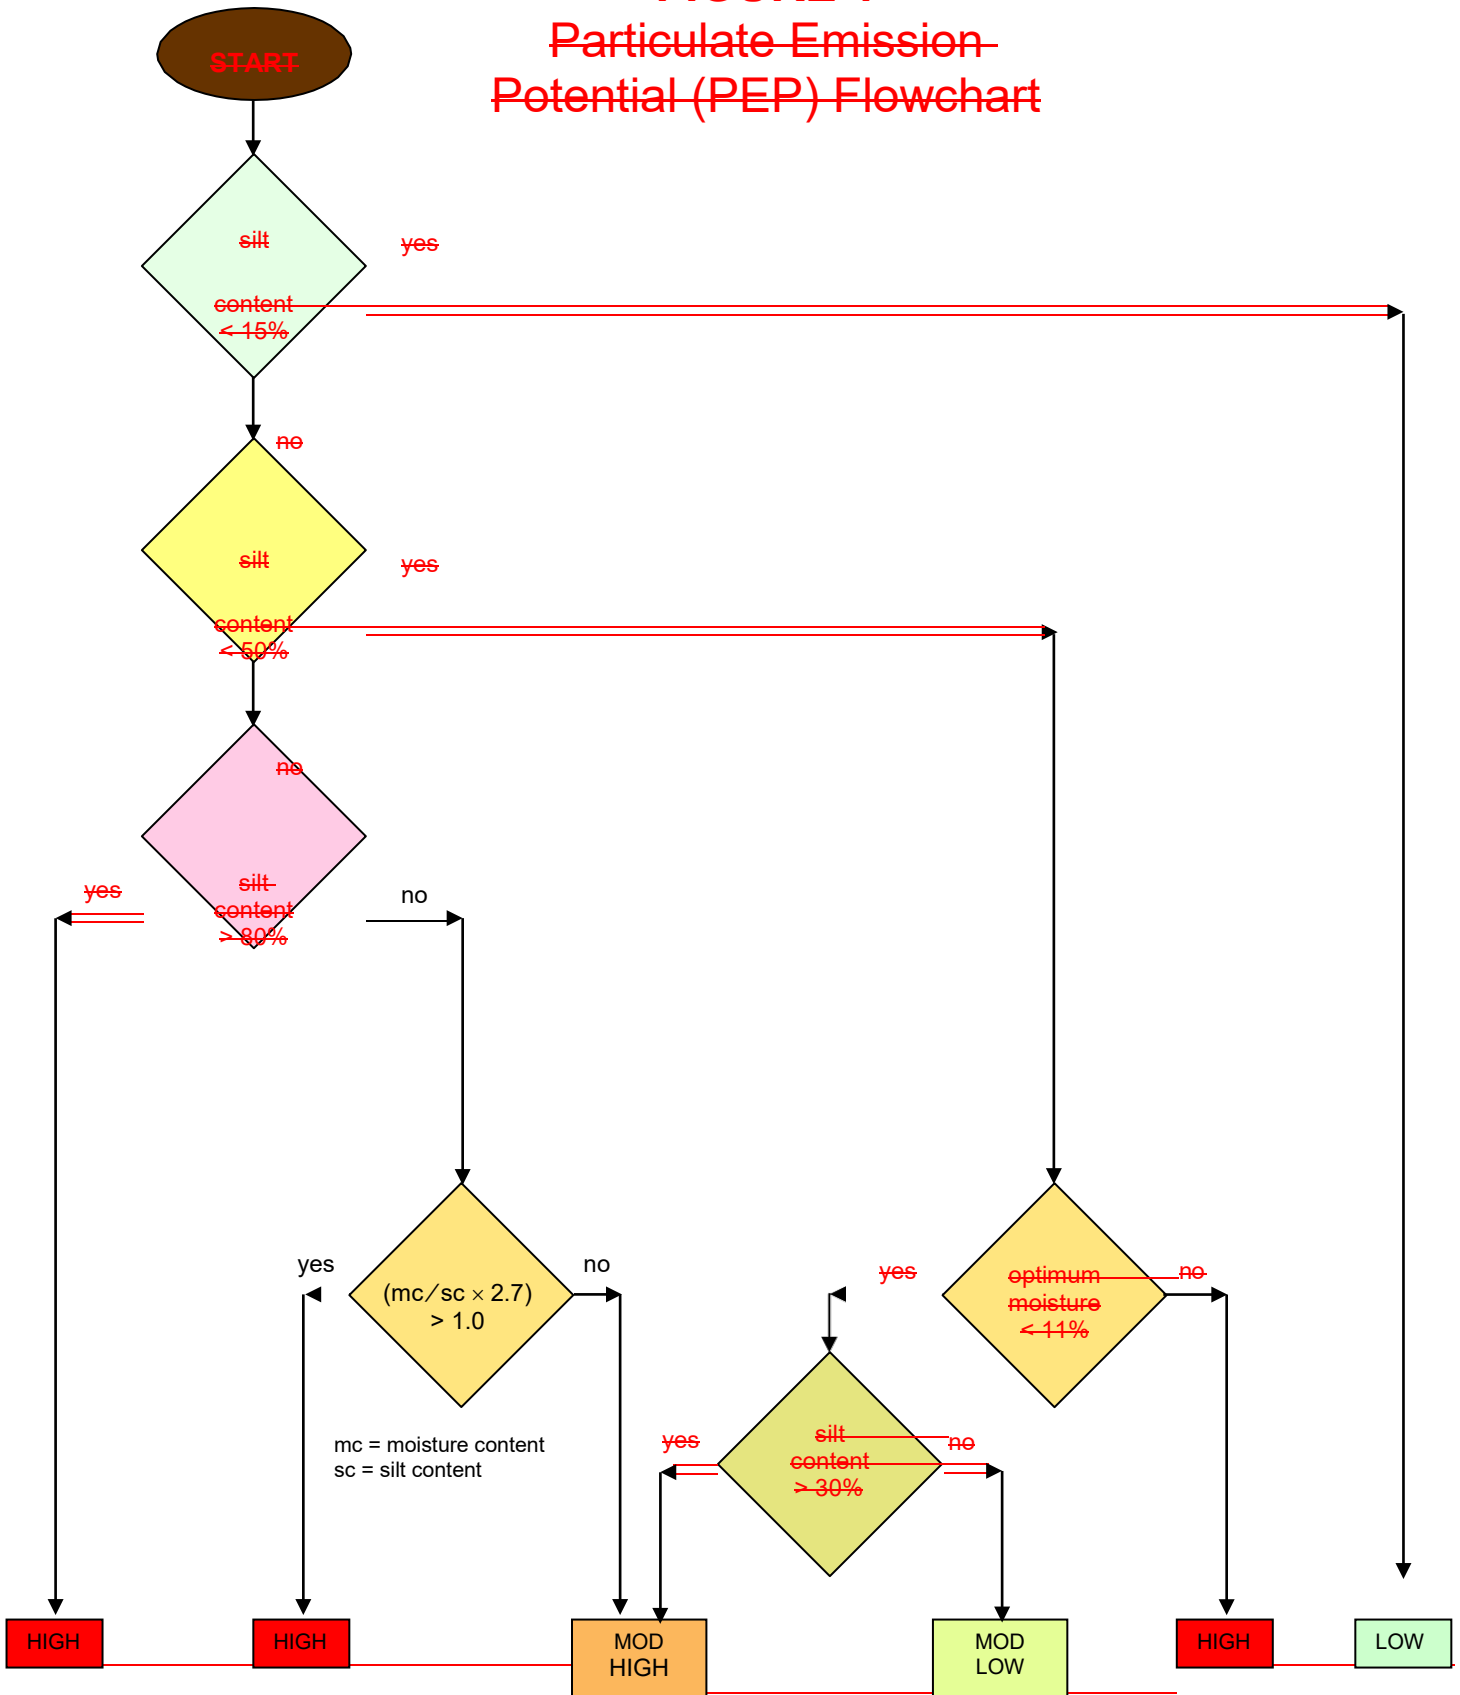 Particulate Emission
Potential (PEP) Flowchart
START
silt
yes
content
< 15%
no
silt
yes
content
< 50%
no
silt
content
> 80%
yes
no
yes
(mc/sc × 2.7)
> 1.0
no
mc = moisture content
sc = silt content
yes
optimum
moisture
< 11%
no
yes
silt
content
> 30%
no
HIGH
HIGH
MOD
HIGH
MOD
LOW
HIGH
LOW